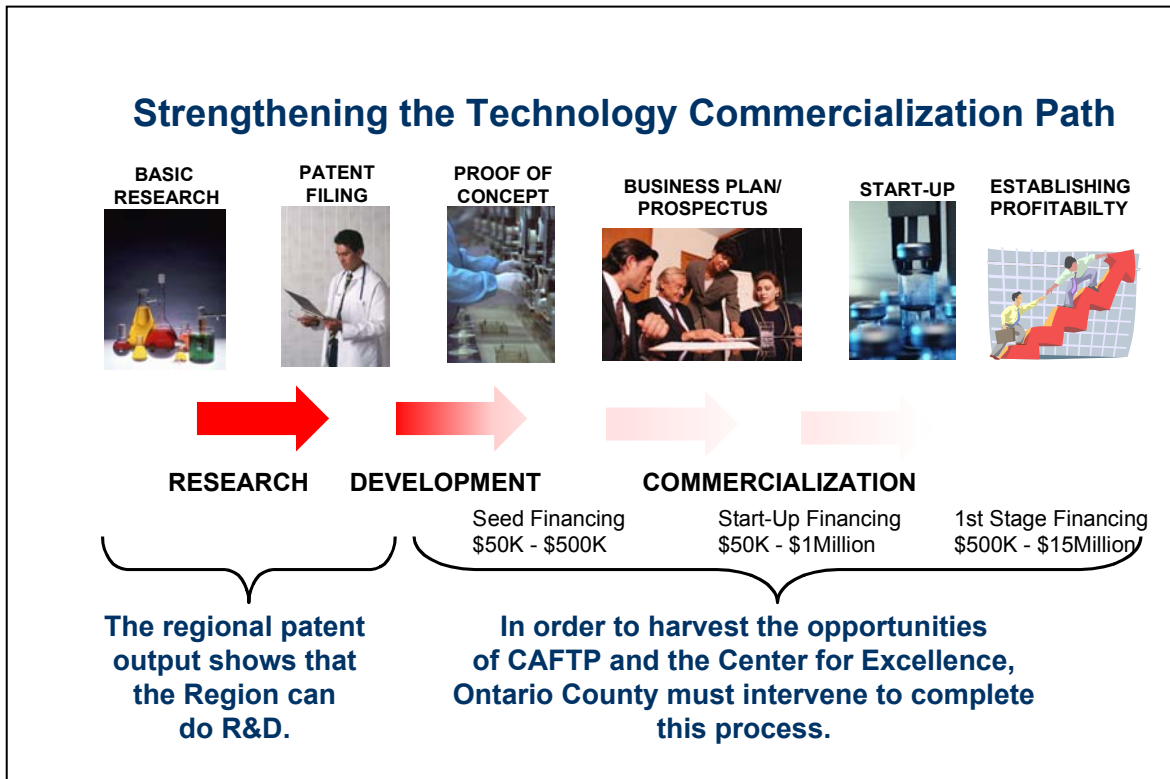 Strengthening the Technology Commercialization Path
BASIC
RESEARCH
PATENT
FILING
PROOF OF
CONCEPT
BUSINESS PLAN/
PROSPECTUS
START-UP
ESTABLISHING
PROFITABILTY
RESEARCH
DEVELOPMENT
COMMERCIALIZATION
Seed Financing
$50K - $500K
Start-Up Financing
$50K - $1Million
1st Stage Financing
$500K - $15Million
The regional patent
output shows that
the Region can
do R&D.
In order to harvest the opportunities
of CAFTP and the Center for Excellence,
Ontario County must intervene to complete
this process.